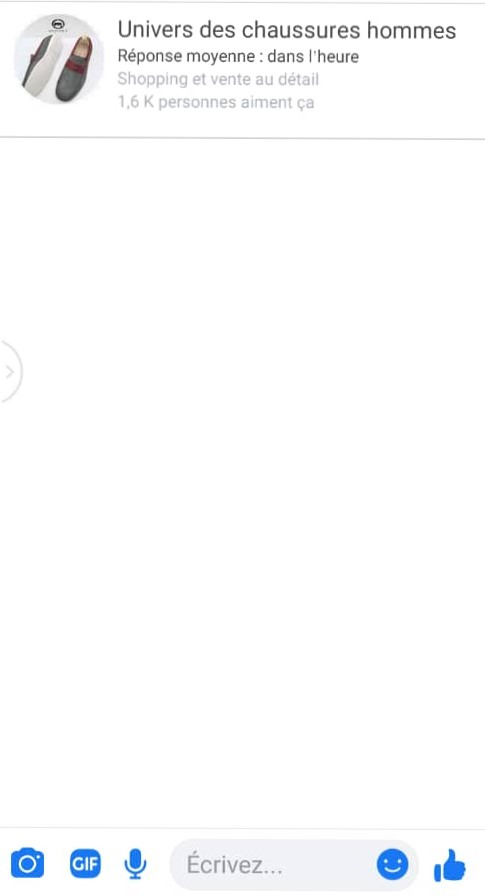 Univers des chaussures hommes
Réponse moyenne : dans l'heure
Shopping et vente au détail
1,6 K personnes aiment ça
GIF
Écrivez...